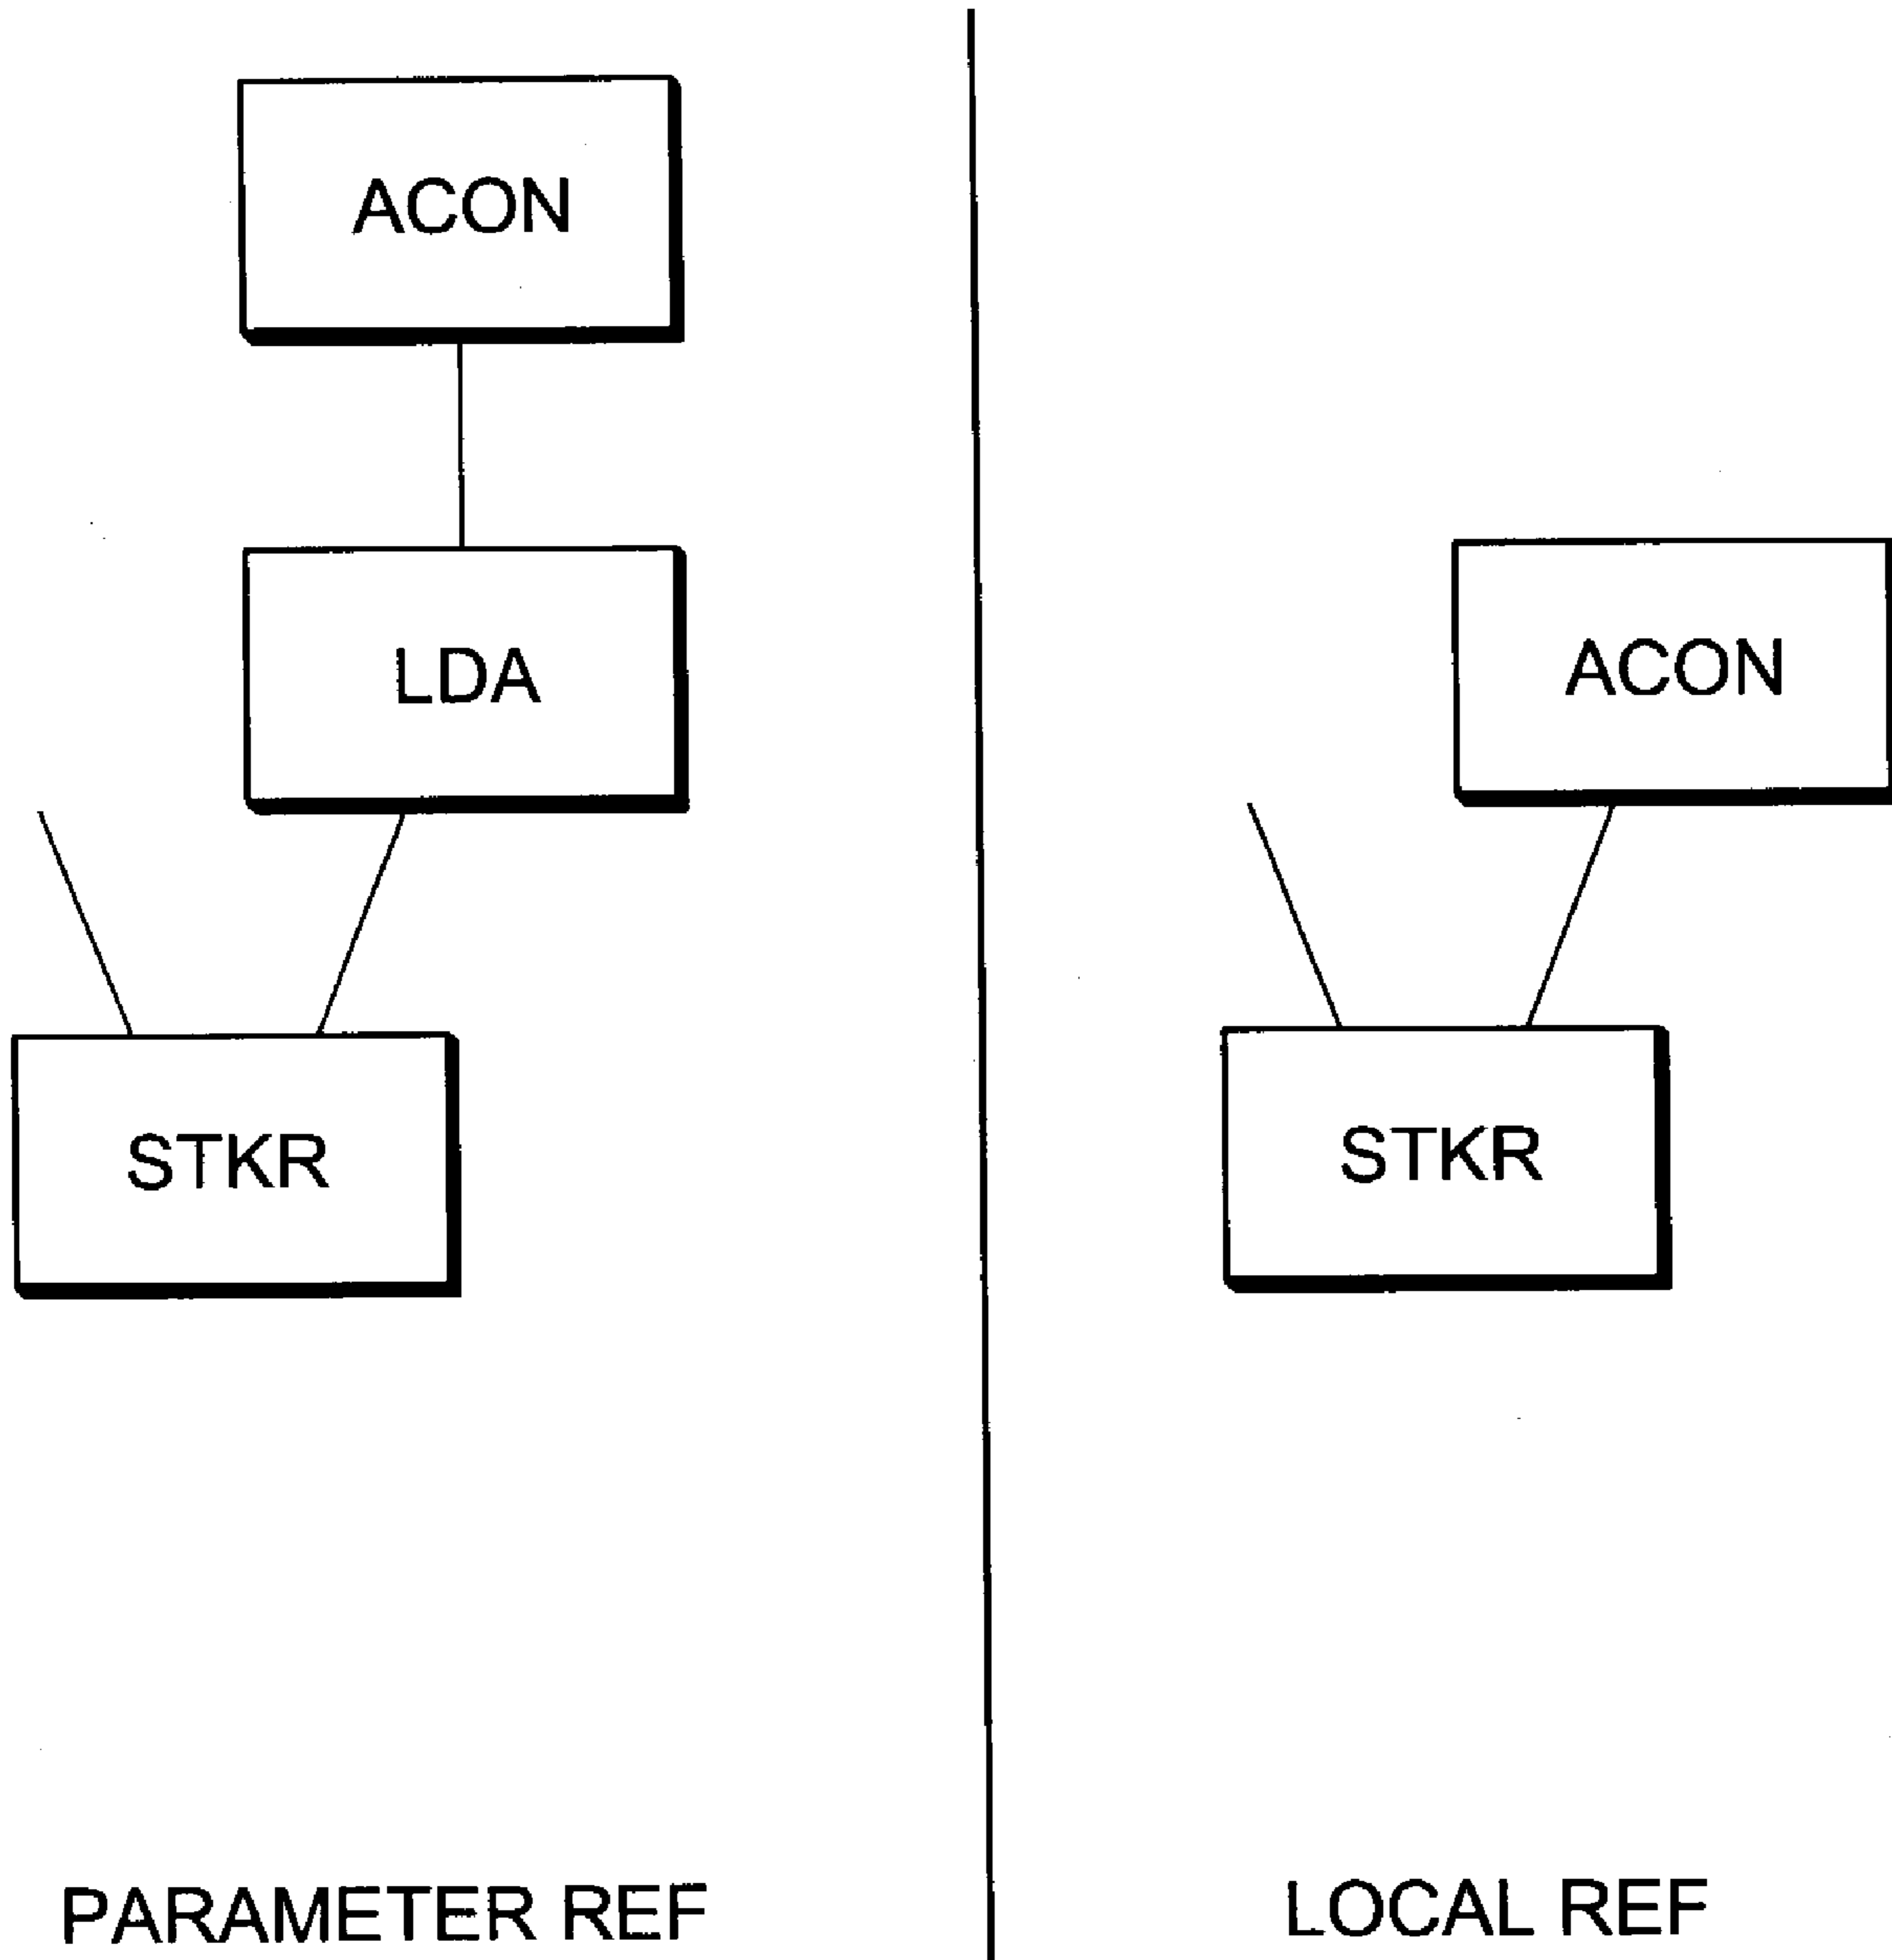 ACON
LDA
STKR
PARAMETER REF
ACON
STKR
LOCAL REF